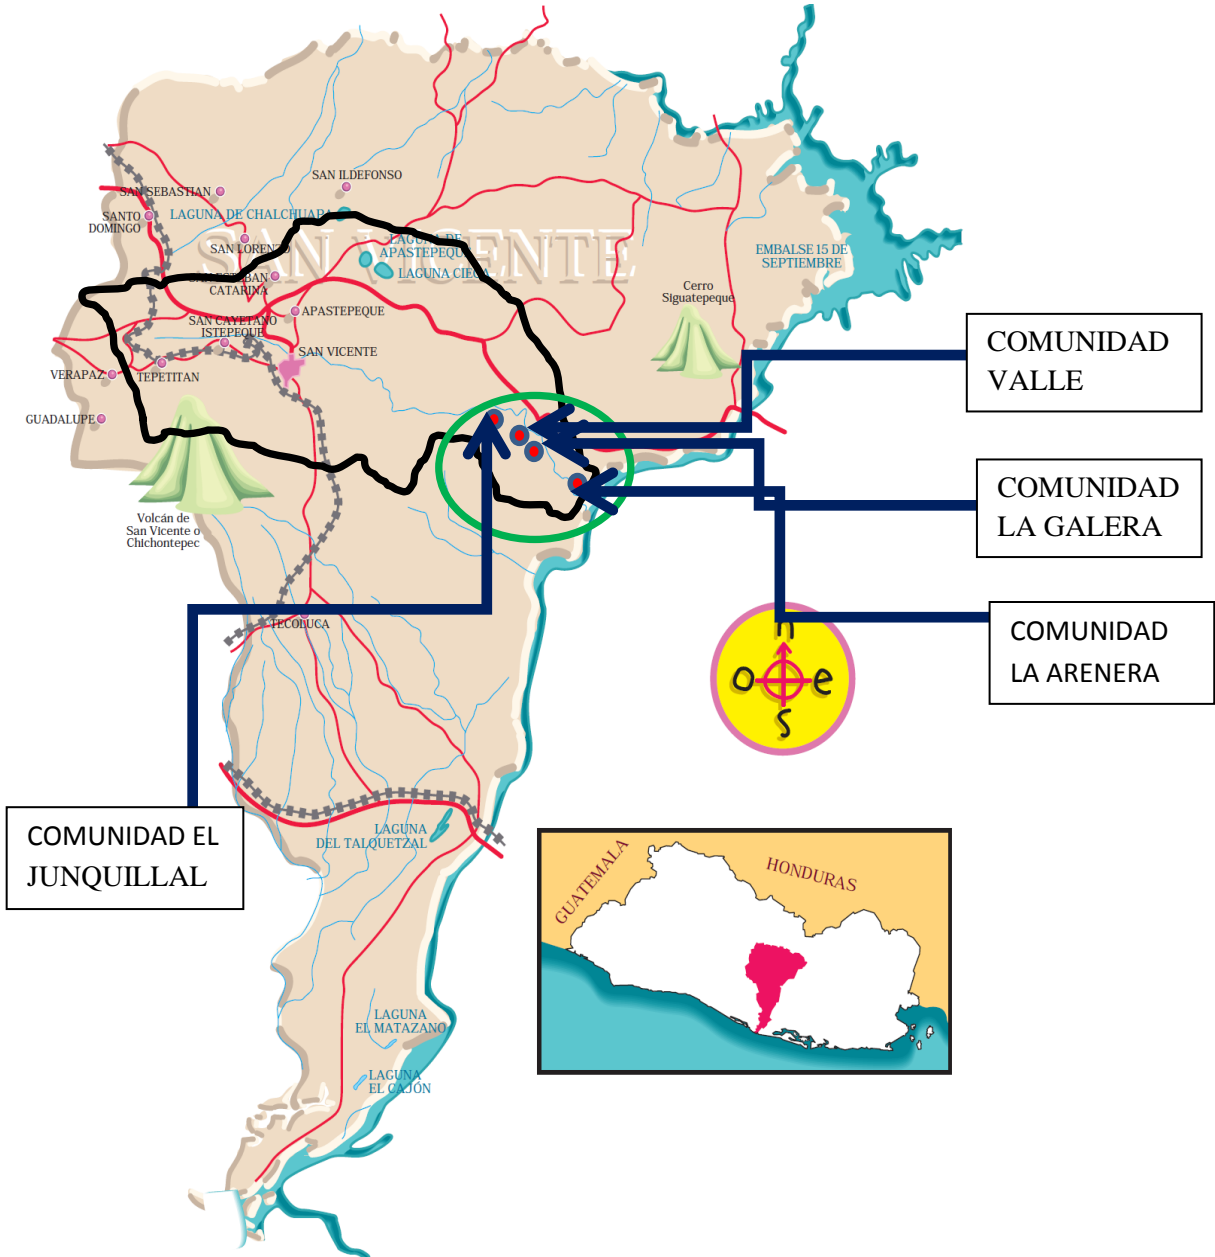 SAN ILDEFONSO
SAN SEBASTIAN
SANTO
DOMINGO
LAGUNA DE CHALCHUAPA
SAN LORENZO
SAN VICENTE
LAGUNA DE
APASTEPEQUE
LAGUNA CIEGA
EMBALSE 15 DE
SEPTIEMBRE
ESTEBAN
CATARINA
Cerro
Siguatepeque
APASTEPEQUE
SAN CAYETANO
ISTEPEQUE
SAN VICENTE
VERAPAZ
TEPETITAN
GUADALUPE
COMUNIDAD
VALLE
COMUNIDAD
LA GALERA
Volcán de
San Vicente o
Chichontepec
TECOLUCA
COMUNIDAD
LA ARENERA
n
o
e
s
COMUNIDAD EL
JUNQUILLAL
LAGUNA
DEL TALQUETZAL
GUATEMALA
HONDURAS
LAGUNA
EL MATAZANO
LAGUNA
EL CAJÓN